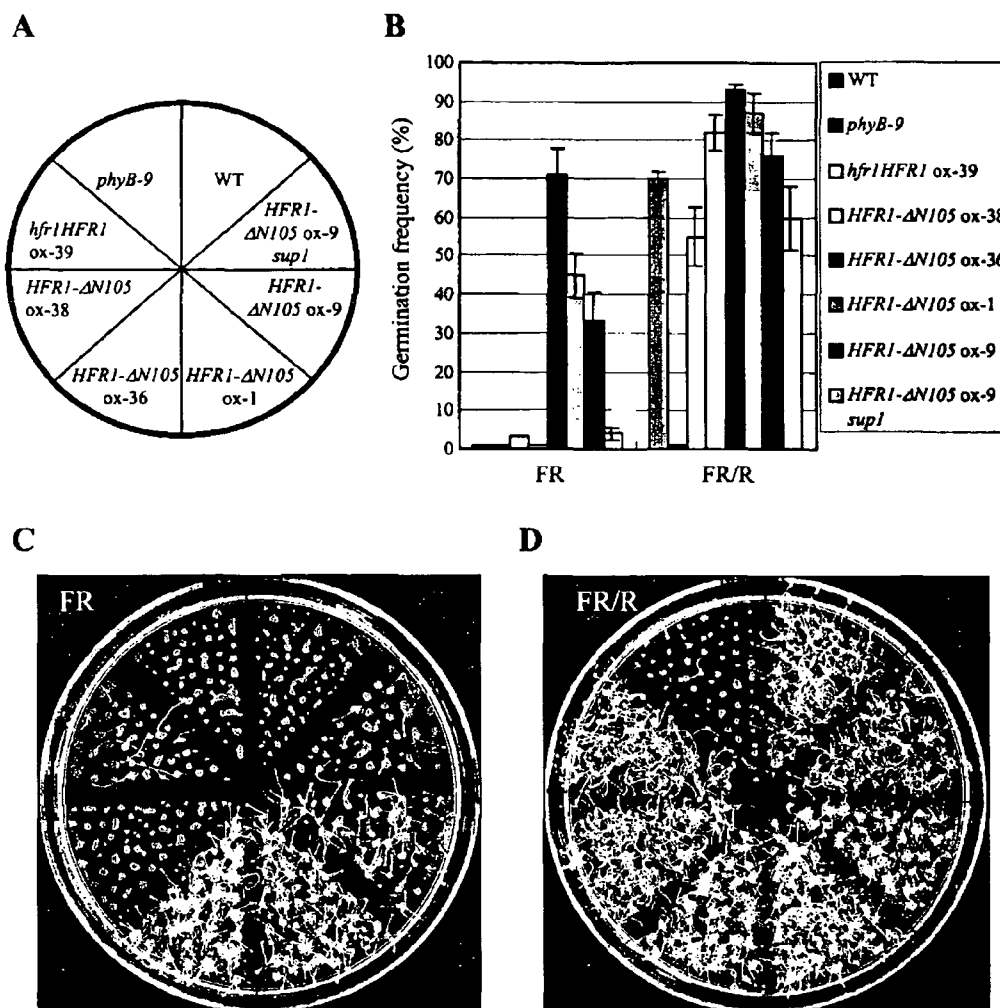 A
phyB-9
WT
hfr1HFR1
ox-39
HFR1-
ΔN105 ox-9
sup1
HFR1-ΔN105
ox-38
HFR1-
ΔN105 ox-9
HFR1-ΔN105
ox-36
HFR1-ΔN105
ox-1
B
Germination frequency (%)
100
90
80
70
60
50
40
30
20
10
0
FR
FR/R
WT
phyB-9
hfr1HFR1 ox-39
HFR1-ΔN105 ox-38
HFR1-ΔN105 ox-36
HFR1-ΔN105 ox-1
HFR1-ΔN105 ox-9
HFR1-ΔN105 ox-9
sup1
C
FR
D
FR/R